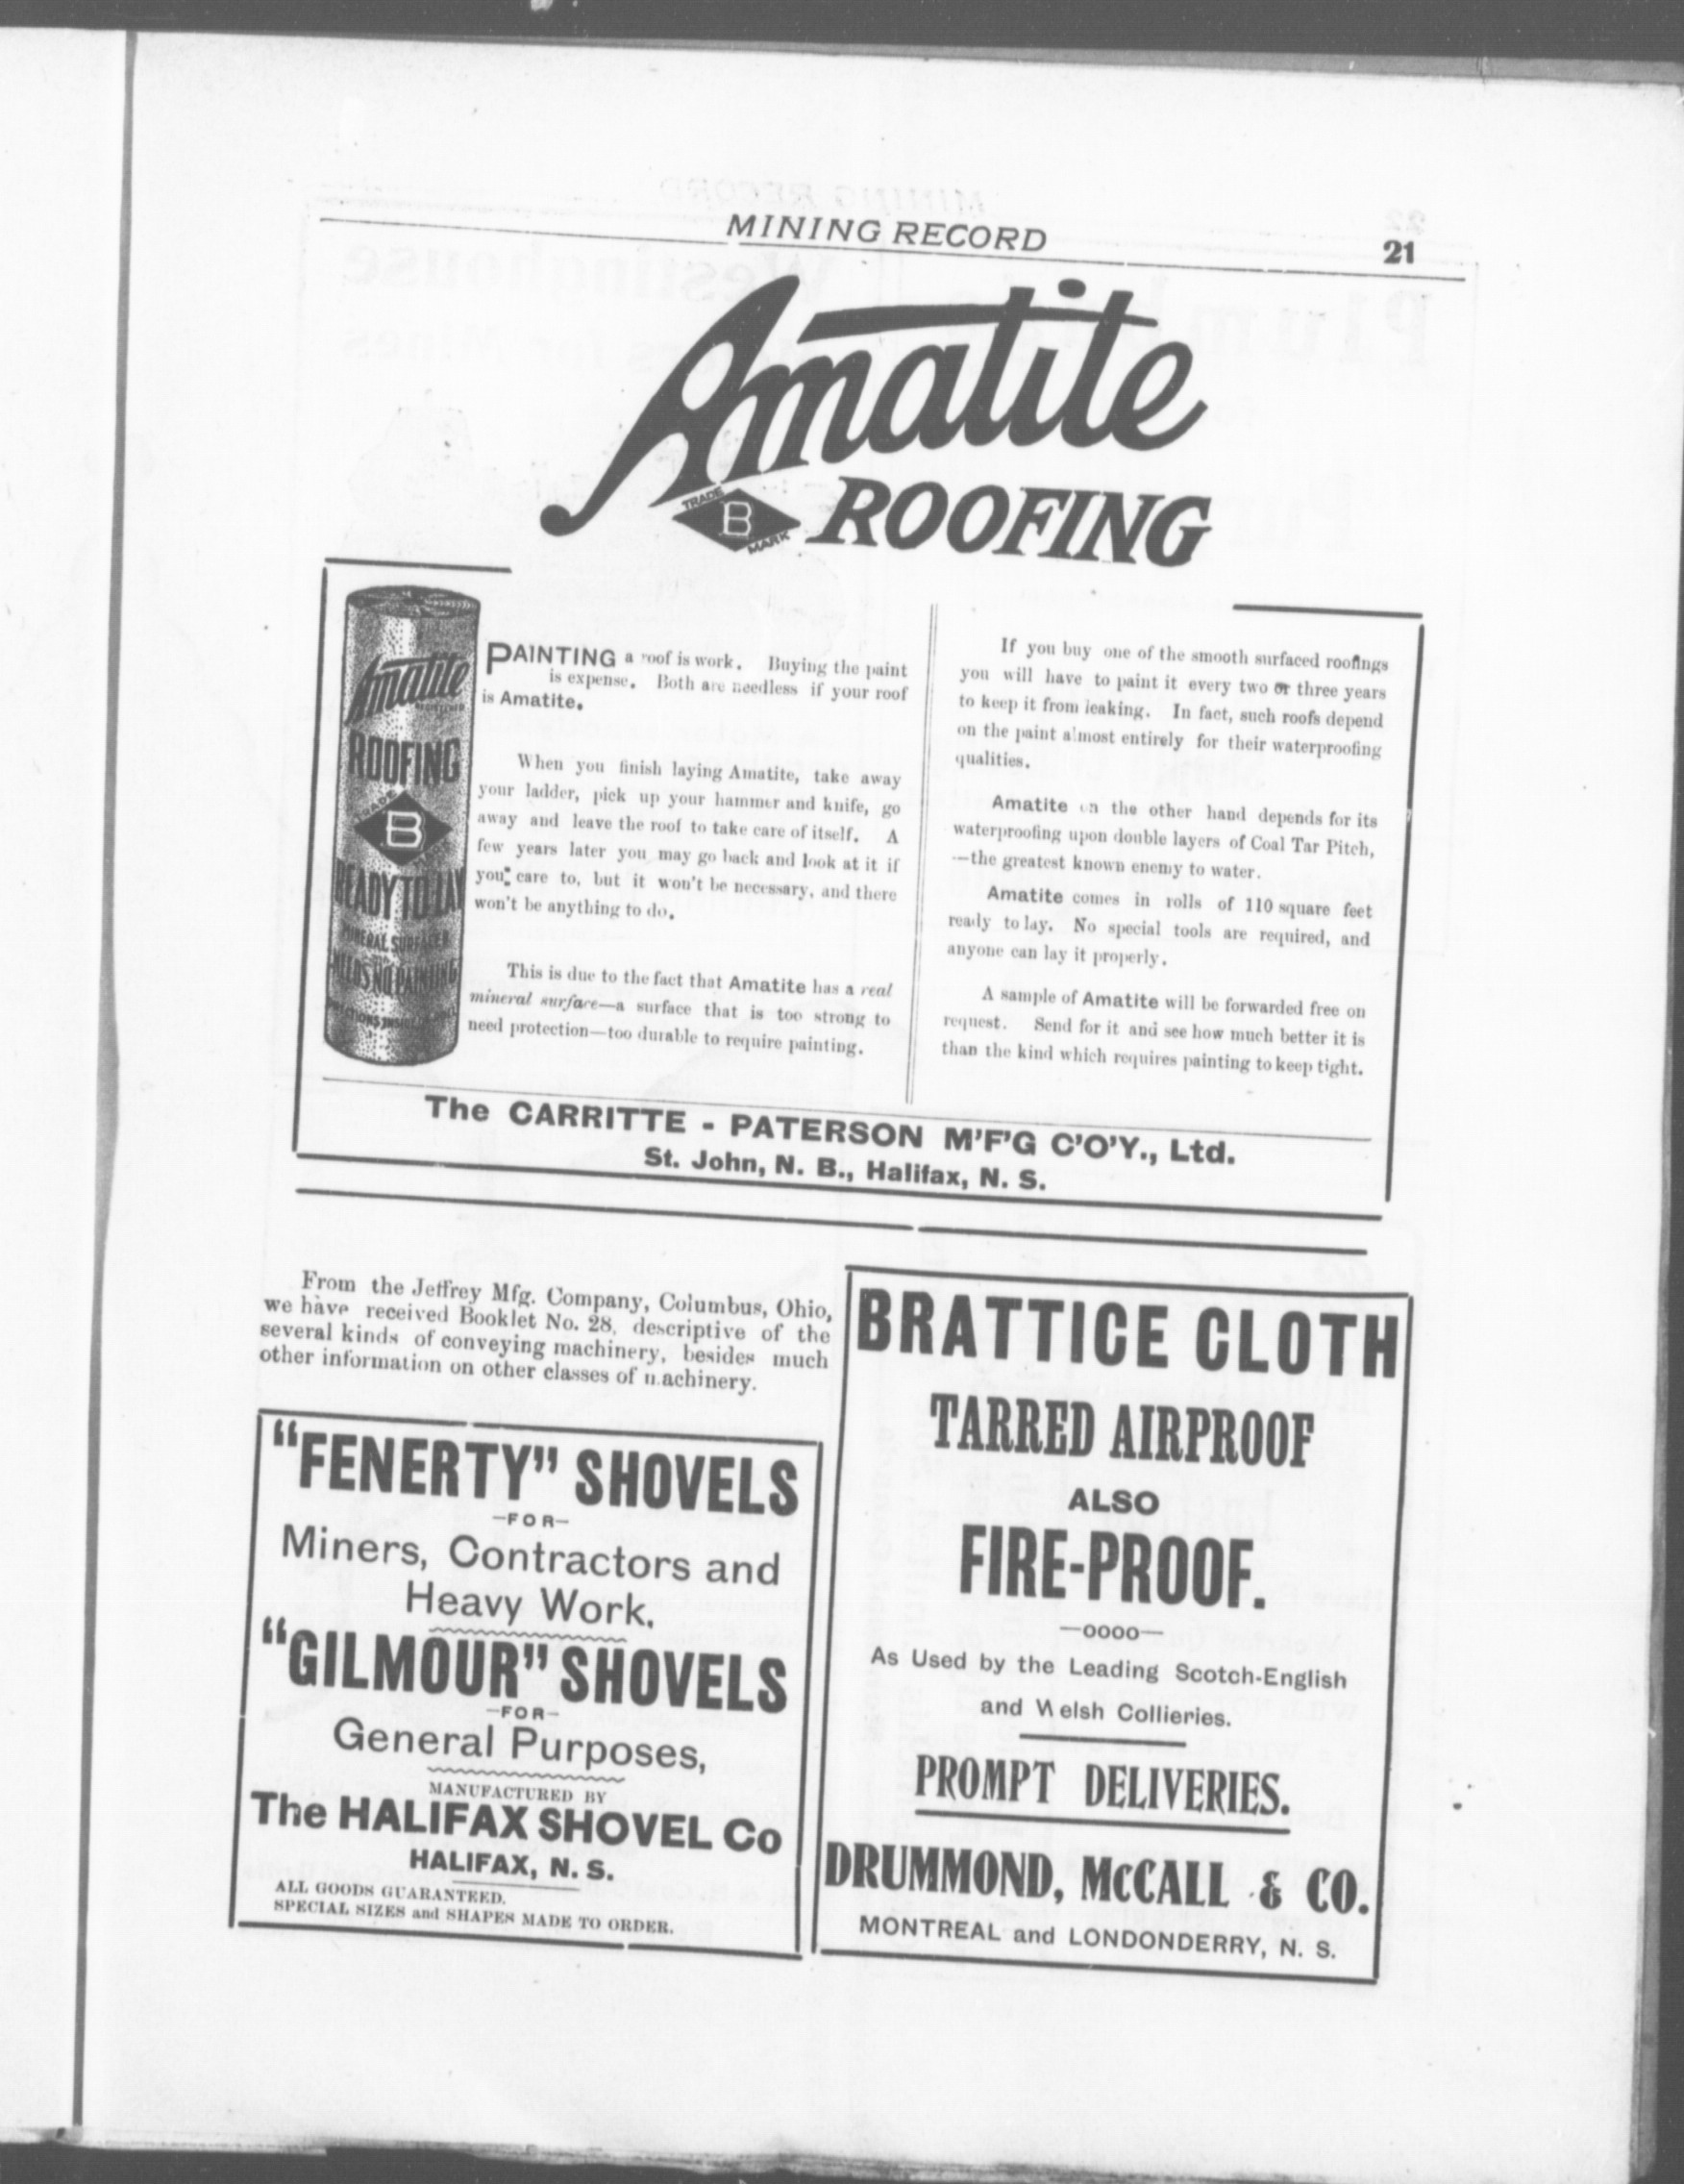 MINING RECORD
21
Amatite
TRADE
B
MARK
ROOFING
Amatite
REGISTERED
ROOFING
B
READY TO LAY
MINERAL SURFACED
NEEDS NO PAINTING
PAINTING a roof is work. Buying the paint
is expense. Both are needless if your roof
is Amatite.
When you finish laying Amatite, take away
your ladder, pick up your hammer and knife, go
away and leave the roof to take care of itself. A
few years later you may go back and look at it if
you care to, but it won't be necessary, and there
won't be anything to do.
This is due to the fact that Amatite has a real
mineral surface—a surface that is too strong to
need protection—too durable to require painting.
If you buy one of the smooth surfaced roofings
you will have to paint it every two or three years
to keep it from leaking. In fact, such roofs depend
on the paint almost entirely for their waterproofing
qualities.
Amatite on the other hand depends for its
waterproofing upon double layers of Coal Tar Pitch,
—the greatest known enemy to water.
Amatite comes in rolls of 110 square feet
ready to lay. No special tools are required, and
anyone can lay it properly.
A sample of Amatite will be forwarded free on
request. Send for it and see how much better it is
than the kind which requires painting to keep tight.
The CARRITTE - PATERSON M'F'G C'O'Y., Ltd.
St. John, N. B., Halifax, N. S.
From the Jeffrey Mfg. Company, Columbus, Ohio,
we have received Booklet No. 28, descriptive of the
several kinds of conveying machinery, besides much
other information on other classes of machinery.
"FENERTY" SHOVELS
—FOR—
Miners, Contractors and
Heavy Work.
"GILMOUR" SHOVELS
—FOR—
General Purposes,
MANUFACTURED BY
The HALIFAX SHOVEL Co
HALIFAX, N. S.
ALL GOODS GUARANTEED.
SPECIAL SIZES and SHAPES MADE TO ORDER.
BRATTICE CLOTH
TARRED AIRPROOF
ALSO
FIRE-PROOF.
—oooo—
As Used by the Leading Scotch-English
and Welsh Collieries.
PROMPT DELIVERIES.
DRUMMOND, McCALL & CO.
MONTREAL and LONDONDERRY, N. S.